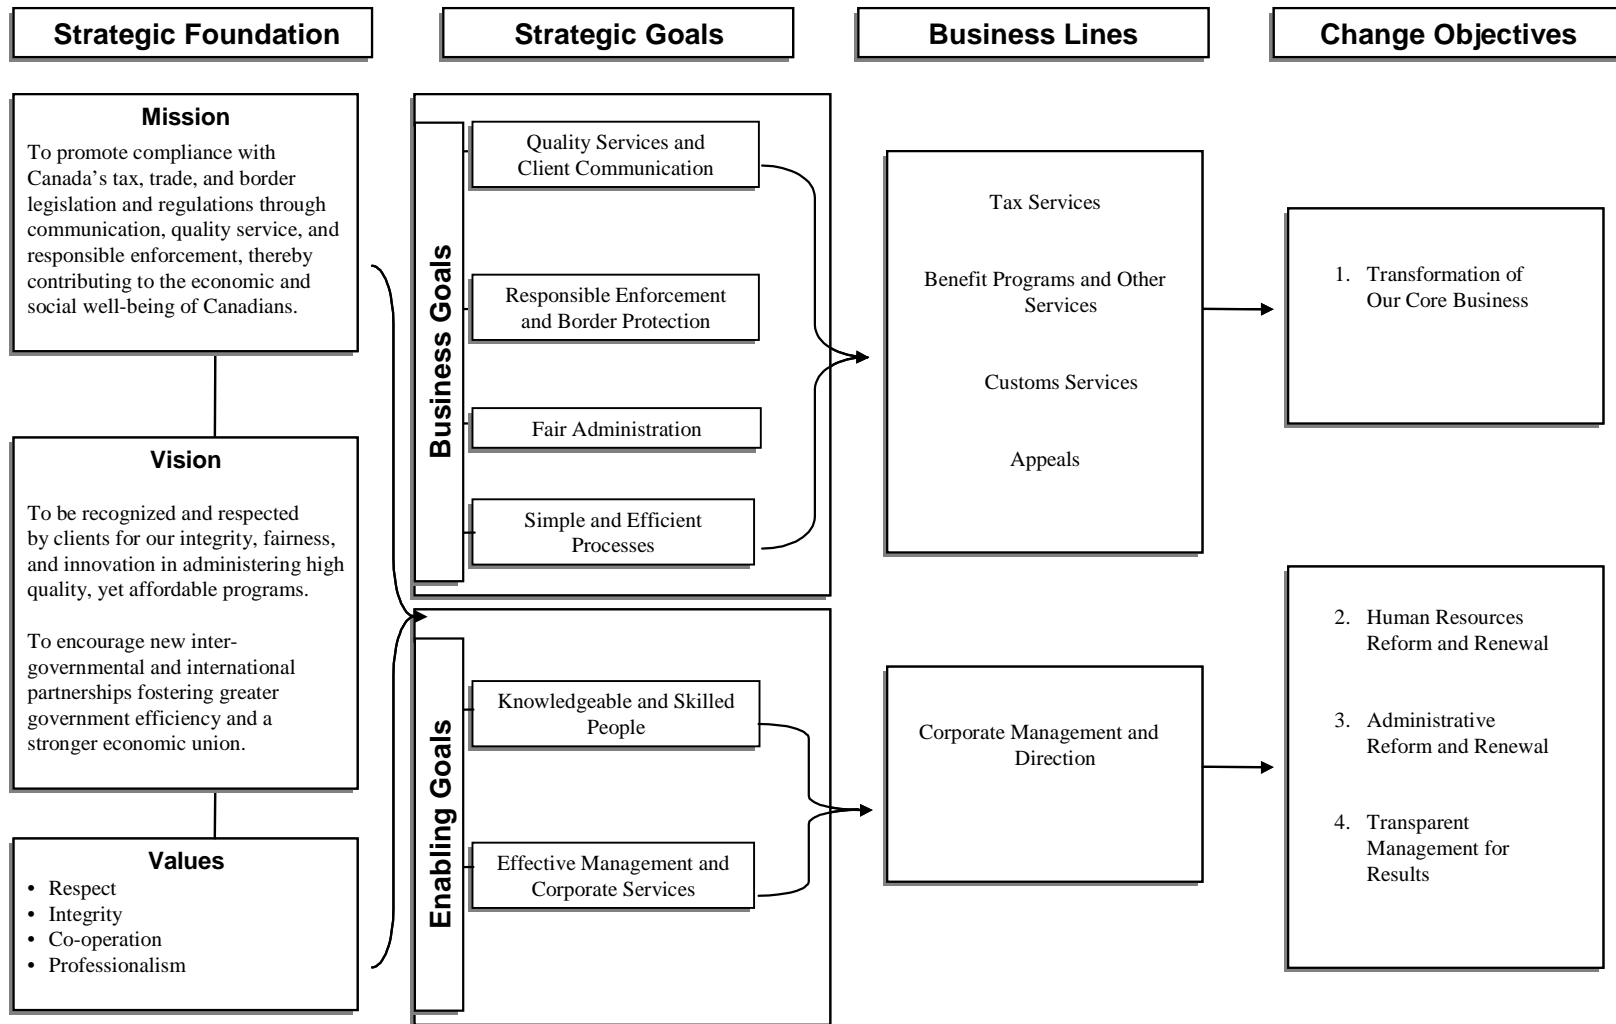 Strategic Foundation
Strategic Goals
Business Lines
Change Objectives
Mission
To promote compliance with
Canada’s tax, trade, and border
legislation and regulations through
communication, quality service, and
responsible enforcement, thereby
contributing to the economic and
social well-being of Canadians.
Vision
To be recognized and respected
by clients for our integrity, fairness,
and innovation in administering high
quality, yet affordable programs.
To encourage new inter-
governmental and international
partnerships fostering greater
government efficiency and a
stronger economic union.
Values
• Respect
• Integrity
• Co-operation
• Professionalism
Business Goals
Quality Services and
Client Communication
Responsible Enforcement
and Border Protection
Fair Administration
Simple and Efficient
Processes
Enabling Goals
Knowledgeable and Skilled
People
Effective Management and
Corporate Services
Tax Services
Benefit Programs and Other
Services
Customs Services
Appeals
Corporate Management and
Direction
1. Transformation of
Our Core Business
2. Human Resources
Reform and Renewal
3. Administrative
Reform and Renewal
4. Transparent
Management for
Results